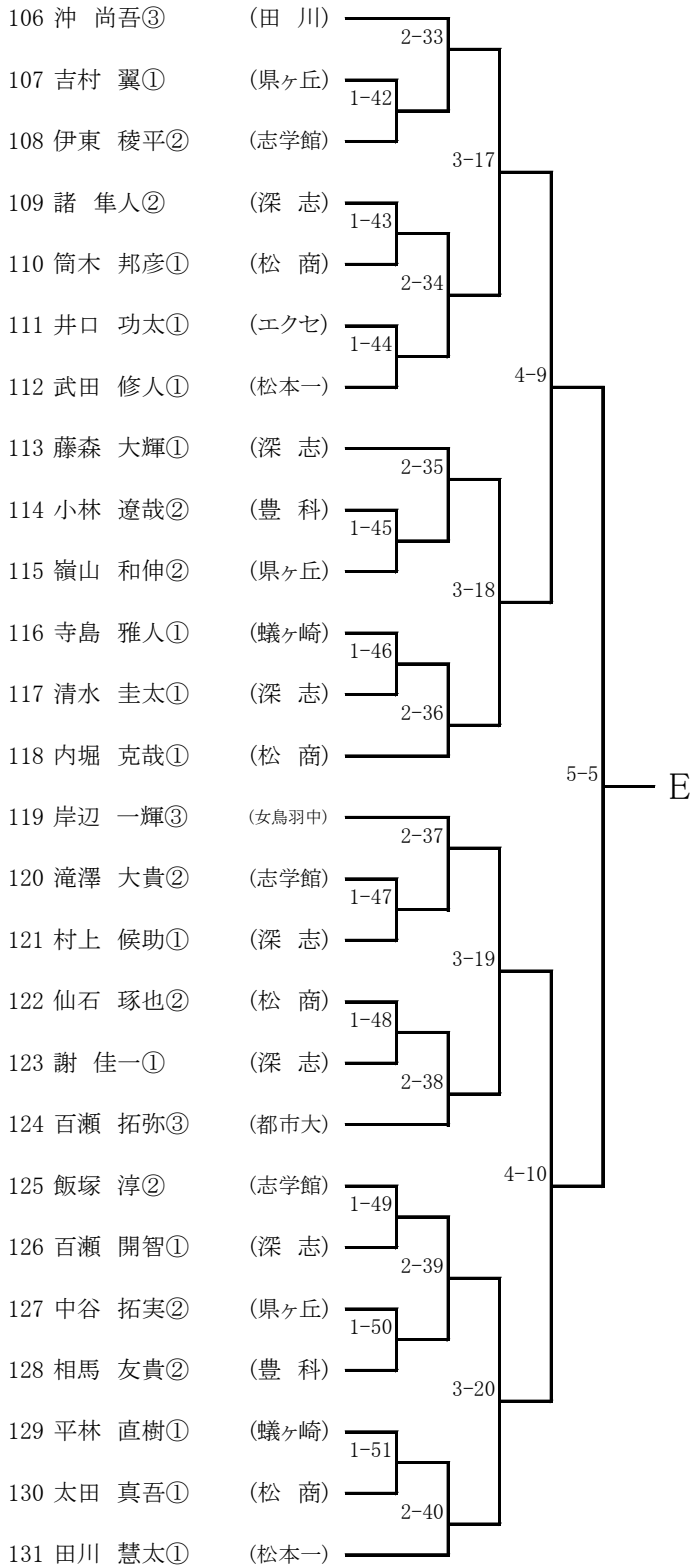 106 沖 尚吾③ (田 川)
2-33
107 吉村 翼① (県ヶ丘)
1-42
108 伊東 稜平② (志学館)
3-17
109 諸 隼人② (深 志)
1-43
110 筒木 邦彦① (松 商)
2-34
111 井口 功太① (エクセ)
1-44
112 武田 修人① (松本一)
4-9
113 藤森 大輝① (深 志)
2-35
114 小林 遼哉② (豊 科)
1-45
115 嶺山 和伸② (県ヶ丘)
3-18
116 寺島 雅人① (蟻ヶ崎)
1-46
117 清水 圭太① (深 志)
2-36
118 内堀 克哉① (松 商)
5-5
E
119 岸辺 一輝③ (女鳥羽中)
2-37
120 滝澤 大貴② (志学館)
1-47
121 村上 候助① (深 志)
3-19
122 仙石 琢也② (松 商)
1-48
123 謝 佳一① (深 志)
2-38
124 百瀬 拓弥③ (都市大)
4-10
125 飯塚 淳② (志学館)
1-49
126 百瀬 開智① (深 志)
2-39
127 中谷 拓実② (県ヶ丘)
1-50
128 相馬 友貴② (豊 科)
3-20
129 平林 直樹① (蟻ヶ崎)
1-51
130 太田 真吾① (松 商)
2-40
131 田川 慧太① (松本一)